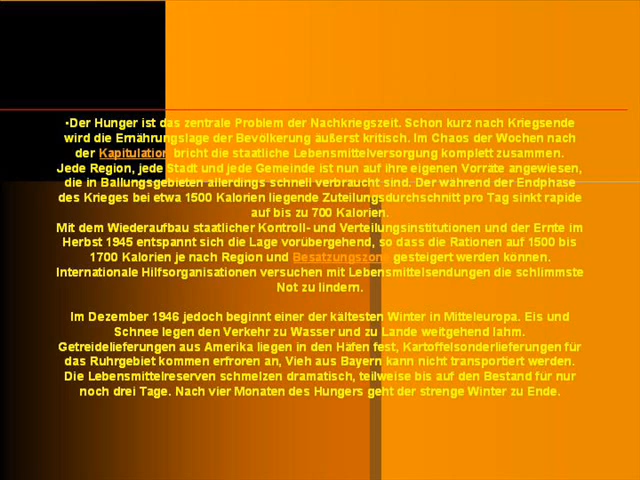 •Der Hunger ist das zentrale Problem der Nachkriegszeit. Schon kurz nach Kriegsende
wird die Ernährungslage der Bevölkerung äußerst kritisch. Im Chaos der Wochen nach
der Kapitulation bricht die staatliche Lebensmittelversorgung komplett zusammen.
Jede Region, jede Stadt und jede Gemeinde ist nun auf ihre eigenen Vorräte angewiesen,
die in Ballungsgebieten allerdings schnell verbraucht sind. Der während der Endphase
des Krieges bei etwa 1500 Kalorien liegende Zuteilungsdurchschnitt pro Tag sinkt rapide
auf bis zu 700 Kalorien.
Mit dem Wiederaufbau staatlicher Kontroll- und Verteilungsinstitutionen und der Ernte im
Herbst 1945 entspannt sich die Lage vorübergehend, so dass die Rationen auf 1500 bis
1700 Kalorien je nach Region und Besatzungszone gesteigert werden können.
Internationale Hilfsorganisationen versuchen mit Lebensmittelsendungen die schlimmste
Not zu lindern.
Im Dezember 1946 jedoch beginnt einer der kältesten Winter in Mitteleuropa. Eis und
Schnee legen den Verkehr zu Wasser und zu Lande weitgehend lahm.
Getreidelieferungen aus Amerika liegen in den Häfen fest, Kartoffelsonderlieferungen für
das Ruhrgebiet kommen erfroren an, Vieh aus Bayern kann nicht transportiert werden.
Die Lebensmittelreserven schmelzen dramatisch, teilweise bis auf den Bestand für nur
noch drei Tage. Nach vier Monaten des Hungers geht der strenge Winter zu Ende.